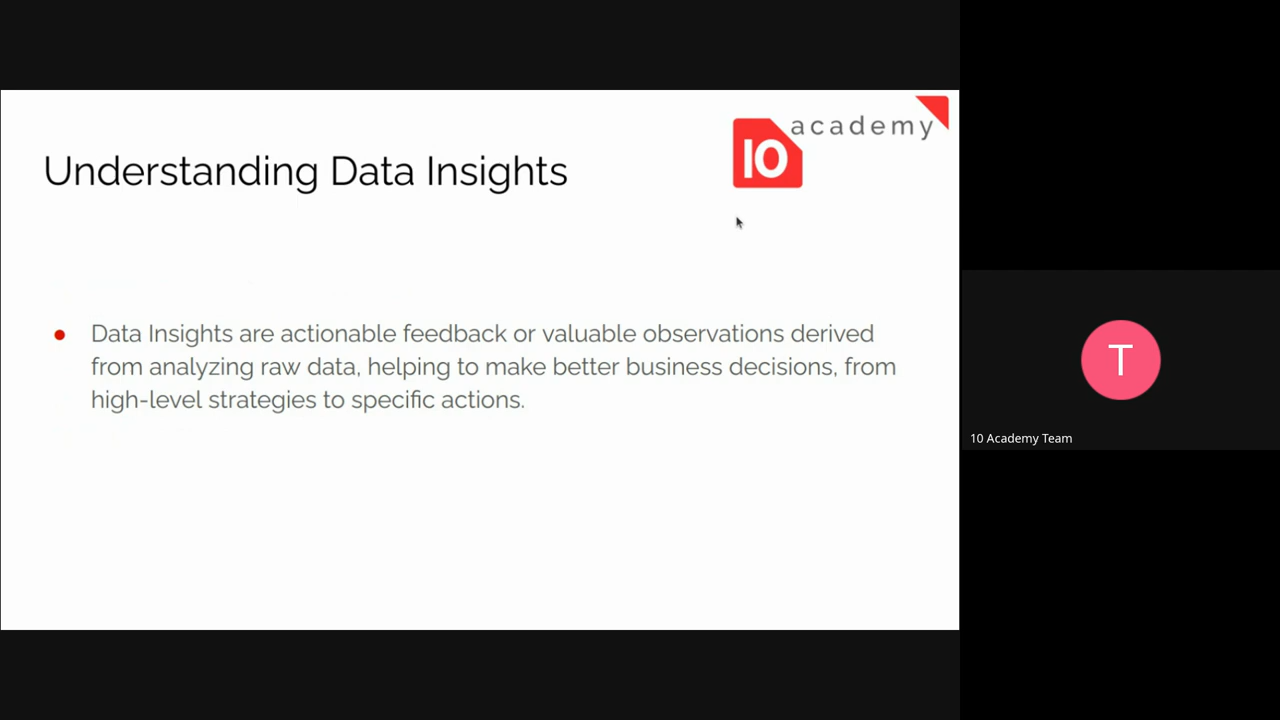 academy
10
Understanding Data Insights
Data Insights are actionable feedback or valuable observations derived
from analyzing raw data, helping to make better business decisions, from
high-level strategies to specific actions.
T
10 Academy Team